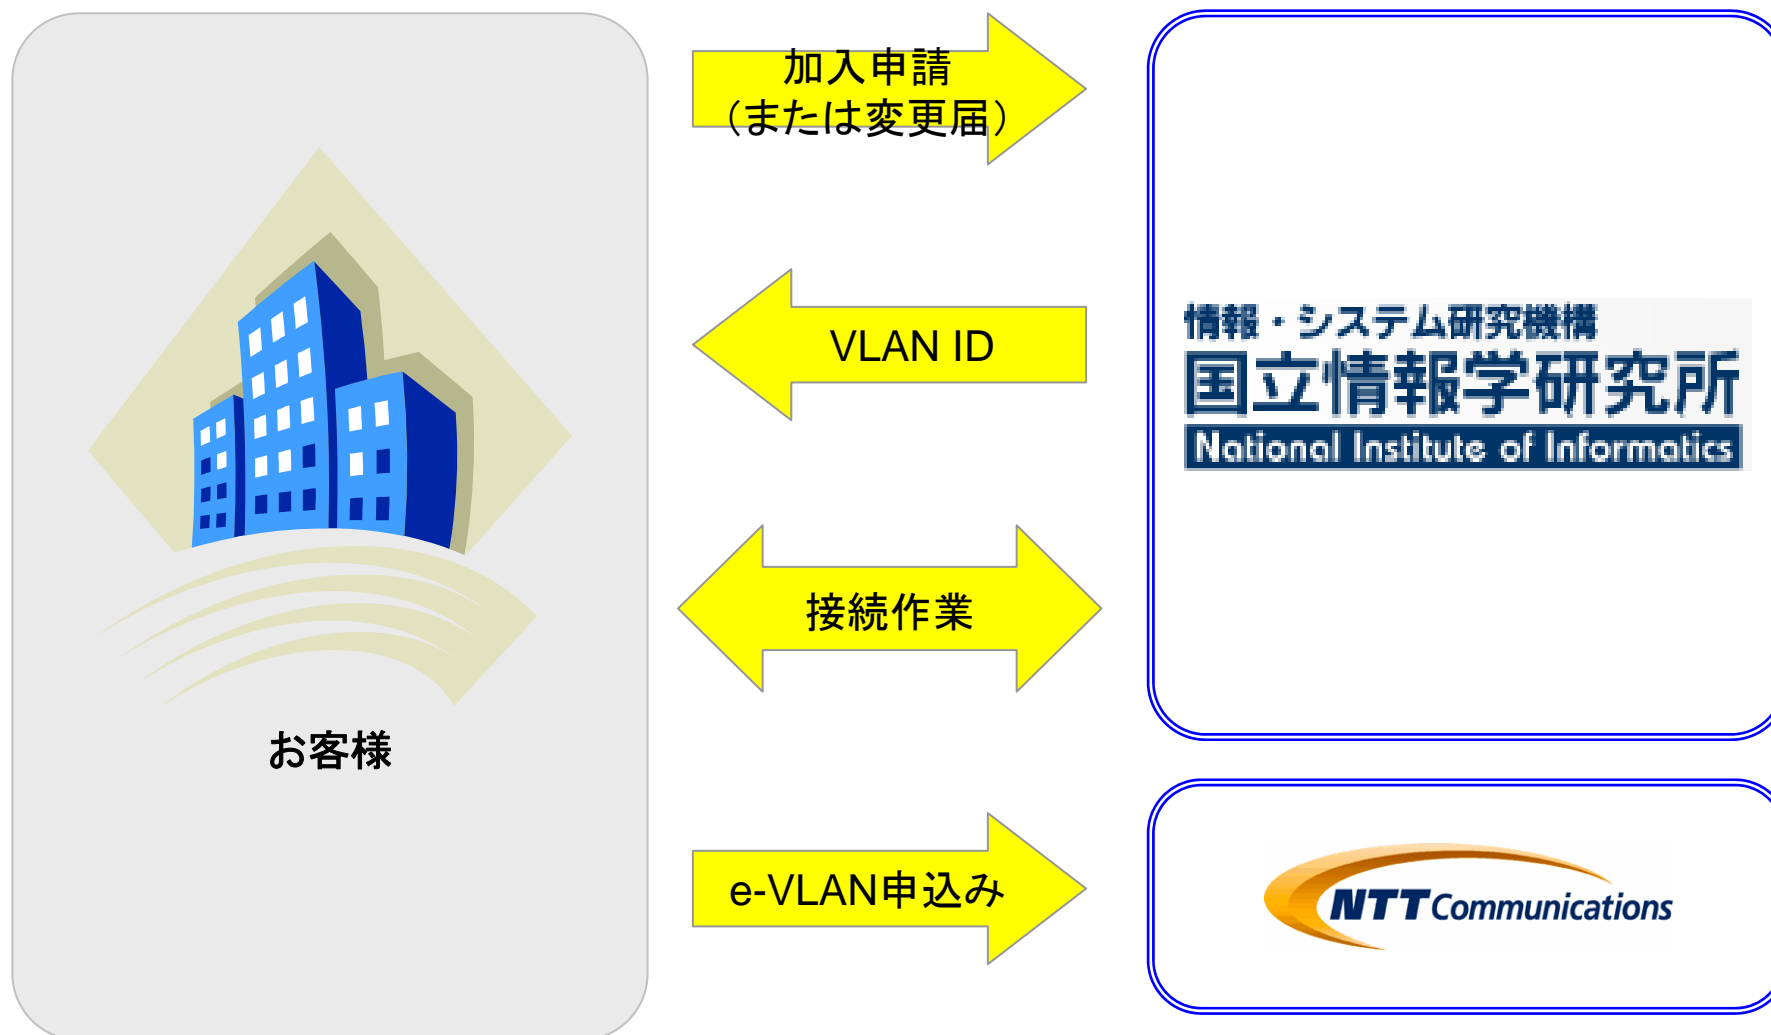 加入申請
（または変更届）
VLAN ID
情報・システム研究機構
国立情報学研究所
National Institute of Informatics
接続作業
お客様
e-VLAN申込み
NTT Communications